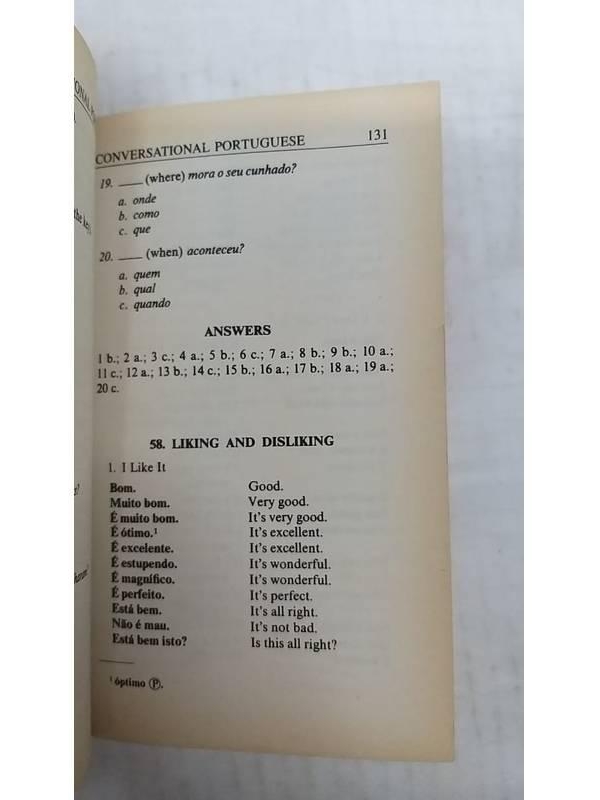 CONVERSATIONAL PORTUGUESE 131
19. ____ (where) mora o seu cunhado?
a. onde
b. como
c. que
20. ____ (when) aconteceu?
a. quem
b. qual
c. quando
ANSWERS
1 b.; 2 a.; 3 c.; 4 a.; 5 b.; 6 c.; 7 a.; 8 b.; 9 b.; 10 a.;
11 c.; 12 a.; 13 b.; 14 c.; 15 b.; 16 a.; 17 b.; 18 a.; 19 a.;
20 c.
58. LIKING AND DISLIKING
1. I Like It
Bom. Good.
Muito bom. Very good.
É muito bom. It's very good.
É ótimo.¹ It's excellent.
É excelente. It's excellent.
É estupendo. It's wonderful.
É magnífico. It's wonderful.
É perfeito. It's perfect.
Está bem. It's all right.
Não é mau. It's not bad.
Está bem isto? Is this all right?
¹ óptimo Ⓟ.